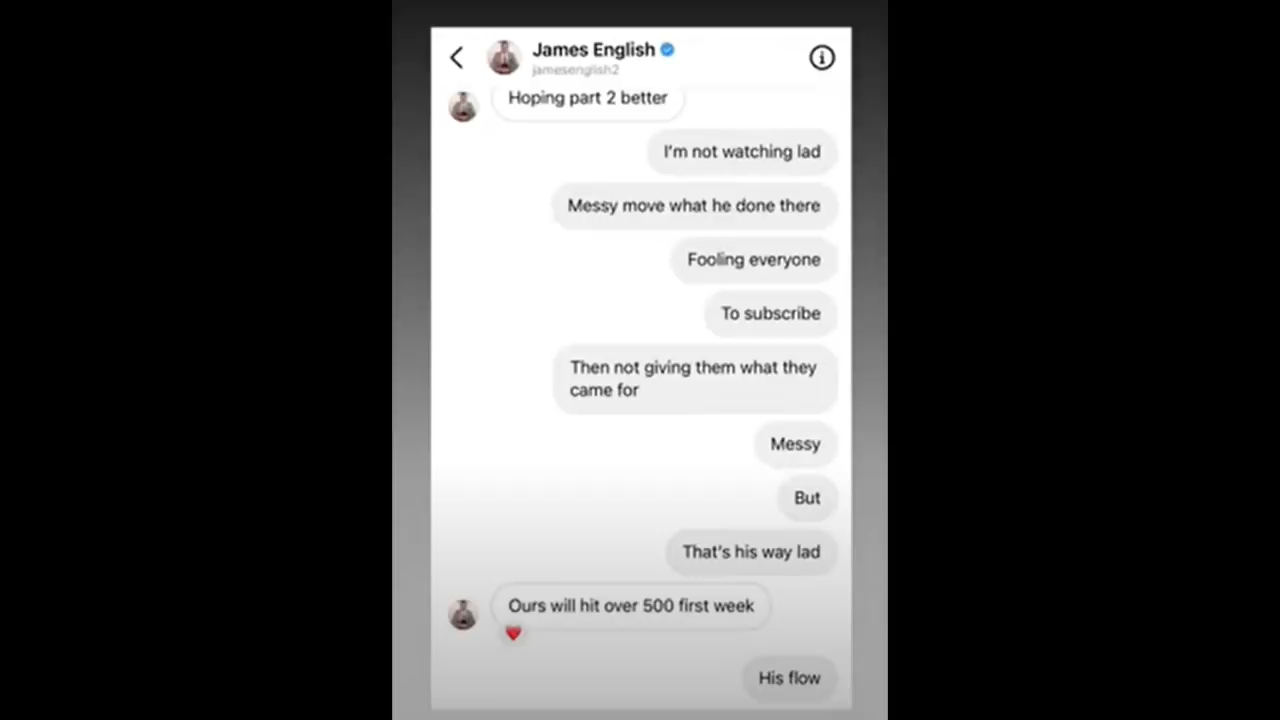 James English
jamesenglish2
Hoping part 2 better
I'm not watching lad
Messy move what he done there
Fooling everyone
To subscribe
Then not giving them what they
came for
Messy
But
That's his way lad
Ours will hit over 500 first week
His flow